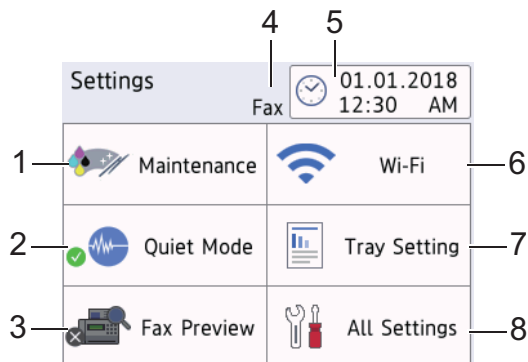 4 5
Settings
Fax
01.01.2018
12:30 AM
1 Maintenance
Wi-Fi 6
2 Quiet Mode
Tray Setting 7
3 Fax Preview
All Settings 8